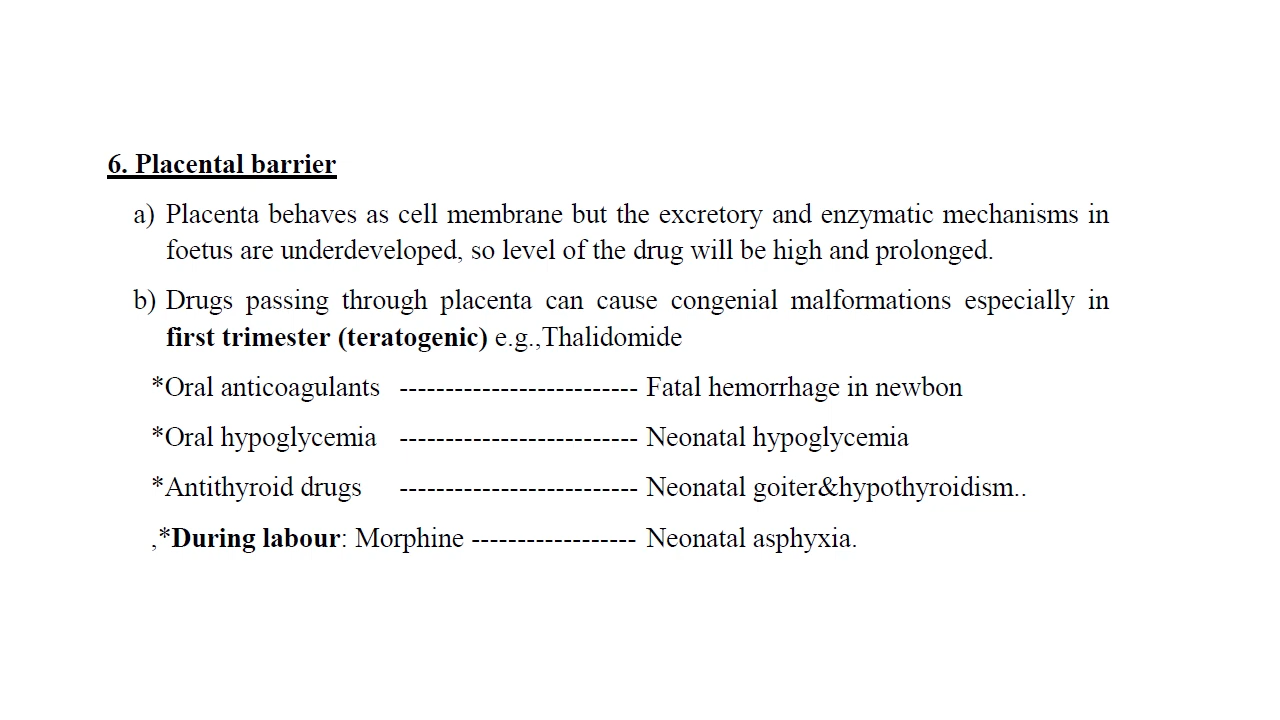 6. Placental barrier
a) Placenta behaves as cell membrane but the excretory and enzymatic mechanisms in
foetus are underdeveloped, so level of the drug will be high and prolonged.
b) Drugs passing through placenta can cause congenial malformations especially in
first trimester (teratogenic) e.g.,Thalidomide
*Oral anticoagulants -------------------------- Fatal hemorrhage in newbon
*Oral hypoglycemia -------------------------- Neonatal hypoglycemia
*Antithyroid drugs -------------------------- Neonatal goiter&hypothyroidism..
,*During labour: Morphine ------------------ Neonatal asphyxia.